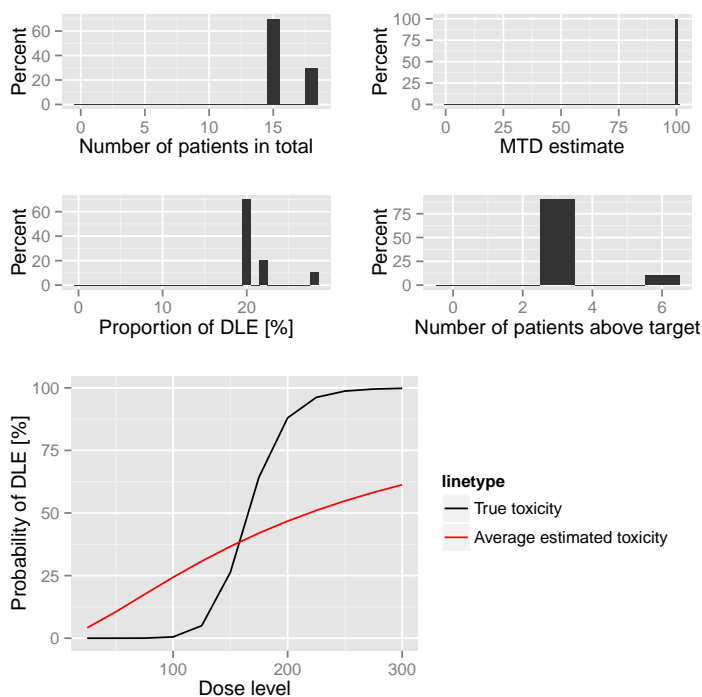 Percent
60
40
20
0
0 5 10 15
Number of patients in total
Percent
100
75
50
25
0
0 25 50 75 100
MTD estimate
Percent
60
40
20
0
0 10 20
Proportion of DLE [%]
Percent
75
50
25
0
0 2 4 6
Number of patients above target
Probability of DLE [%]
100
75
50
25
0
100 200 300
Dose level
linetype
True toxicity
Average estimated toxicity